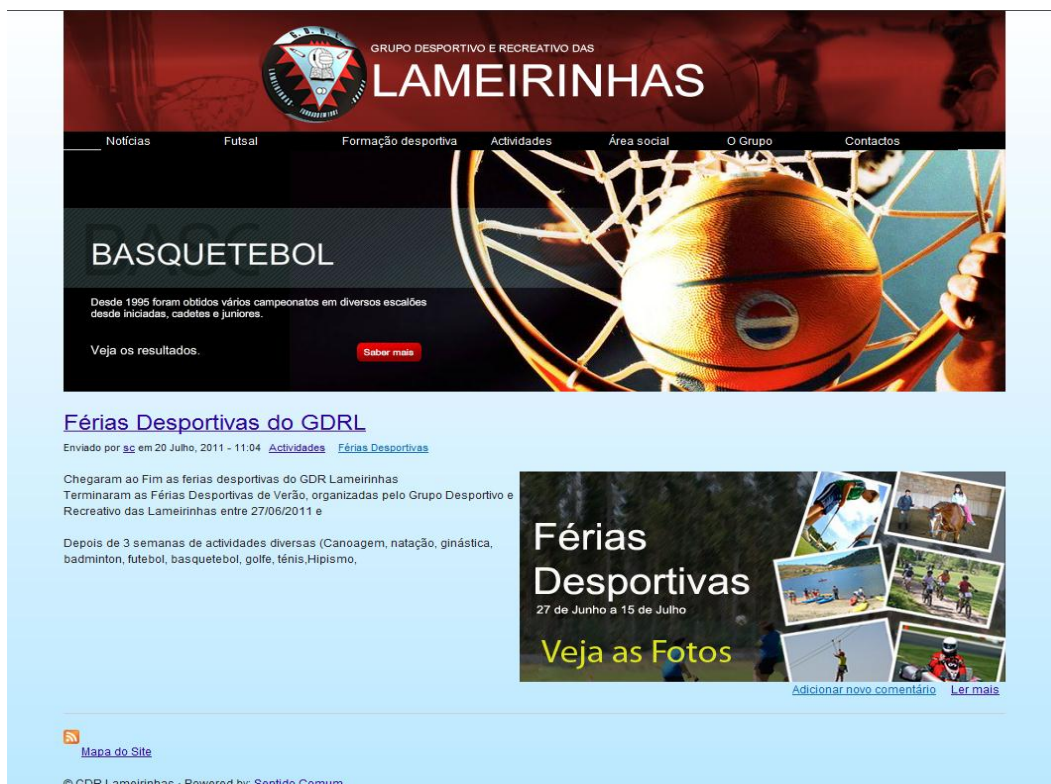 GRUPO DESPORTIVO E RECREATIVO DAS
LAMEIRINHAS
Notícias Futsal Formação desportiva Actividades Área social O Grupo Contactos
BASQUETEBOL
Desde 1995 foram obtidos vários campeonatos em diversos escalões
desde iniciadas, cadetes e juniores.
Veja os resultados. Saber mais
Férias Desportivas do GDRL
Enviado por sc em 20 Julho, 2011 - 11:04 Actividades Férias Desportivas
Chegaram ao Fim as ferias desportivas do GDR Lameirinhas
Terminaram as Férias Desportivas de Verão, organizadas pelo Grupo Desportivo e
Recreativo das Lameirinhas entre 27/06/2011 e
Depois de 3 semanas de actividades diversas (Canoagem, natação, ginástica,
badminton, futebol, basquetebol, golfe, ténis,Hipismo,
Férias
Desportivas
27 de Junho a 15 de Julho
Veja as Fotos
Adicionar novo comentário Ler mais
Mapa do Site
© GDR Lameirinhas - Powered by: Sentido Comum